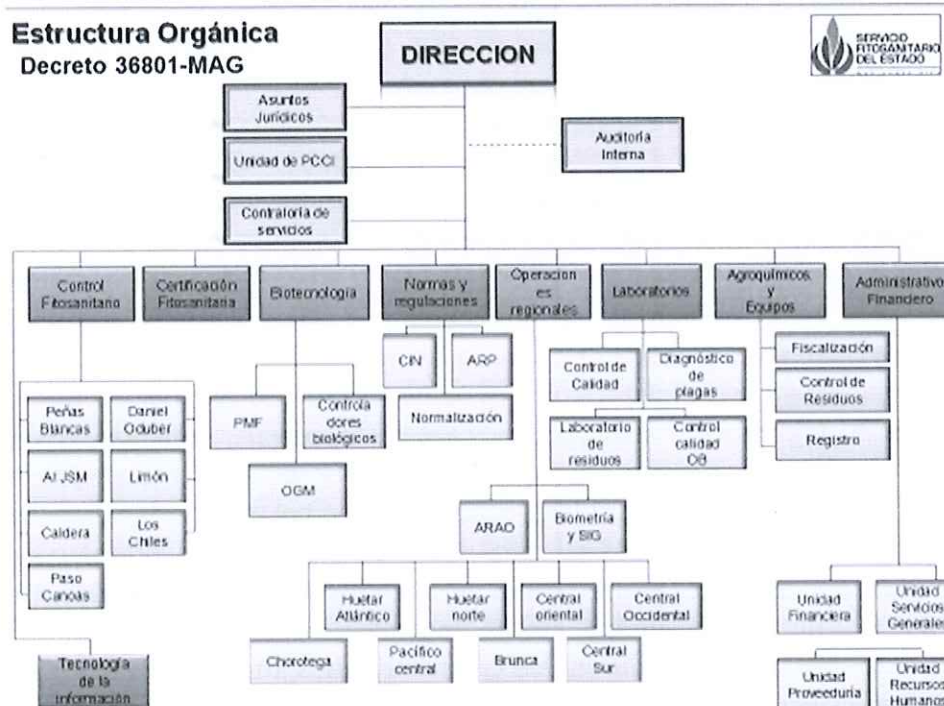 Estructura Orgánica
Decreto 36801-MAG
DIRECCION
SERVICIO
FITOSANITARIO
DEL ESTADO
Asuntos
Jurídicos
Unidad de PCCI
Contraloría de
servicios
Auditoría
Interna
Control
Fitosanitario
Certificación
Fitosanitaria
Biotecnología
Normas y
regulaciones
Operacion
es
regionales
Laboratorios
Agroquímicos
y
Equipos
Administrativo
Financiero
Peñas
Blancas
Daniel
Oduber
AIJSM
Limón
Caldera
Los
Chiles
Paso
Canoas
PMF
Controla
dores
biológicos
OGM
CIN
ARP
Normalización
Control de
Calidad
Diagnóstico
de
plagas
Laboratorio
de
residuos
Control
calidad
OB
Fiscalización
Control de
Residuos
Registro
ARAO
Biometría
y SIG
Huetar
Atlántico
Huetar
norte
Central
oriental
Central
Occidental
Chorotega
Pacífico
central
Brunca
Central
Sur
Unidad
Financiera
Unidad
Servicios
Generales
Unidad
Proveeduría
Unidad
Recursos
Humanos
Tecnología
de la
información